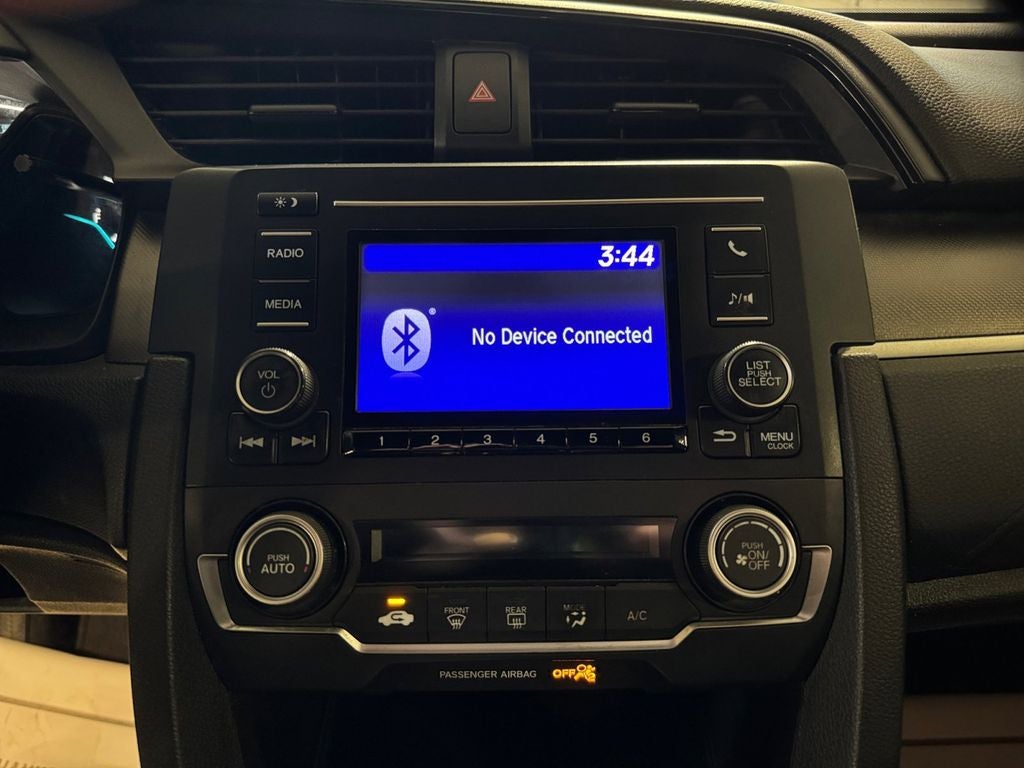 RADIO
MEDIA
VOL
3:44
No Device Connected
®
LIST
PUSH
SELECT
MENU
CLOCK
1 2 3 4 5 6
PUSH
AUTO
PUSH
ON/
OFF
FRONT
REAR
MODE
A/C
PASSENGER AIRBAG
OFF
2